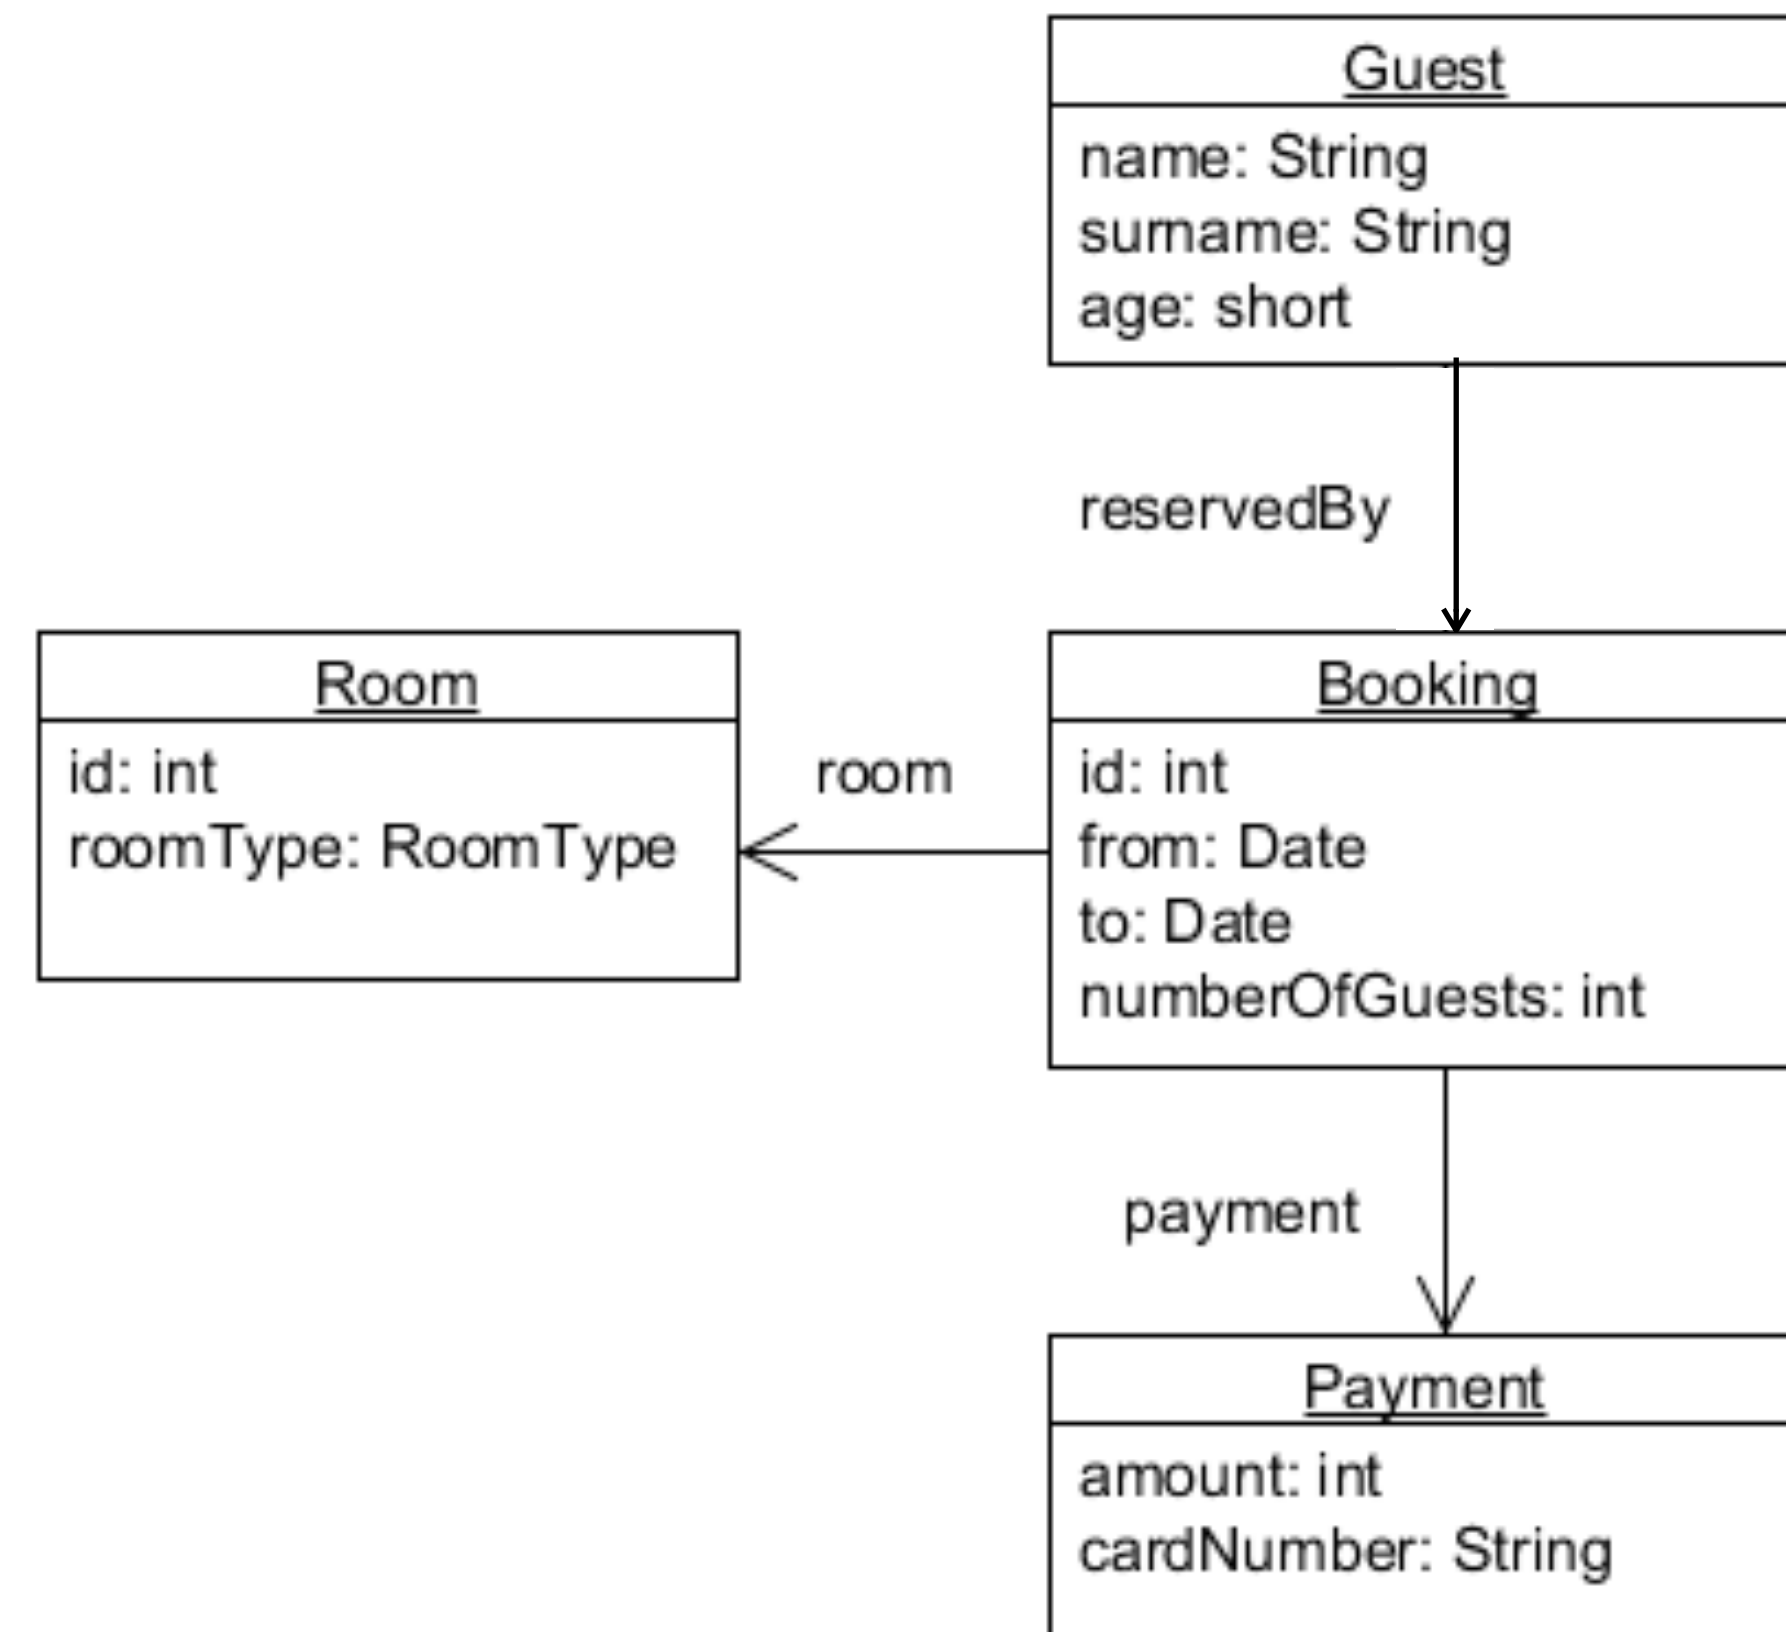 Guest
name: String
surname: String
age: short
reservedBy
Room
id: int
roomType: RoomType
room
Booking
id: int
from: Date
to: Date
numberOfGuests: int
payment
Payment
amount: int
cardNumber: String